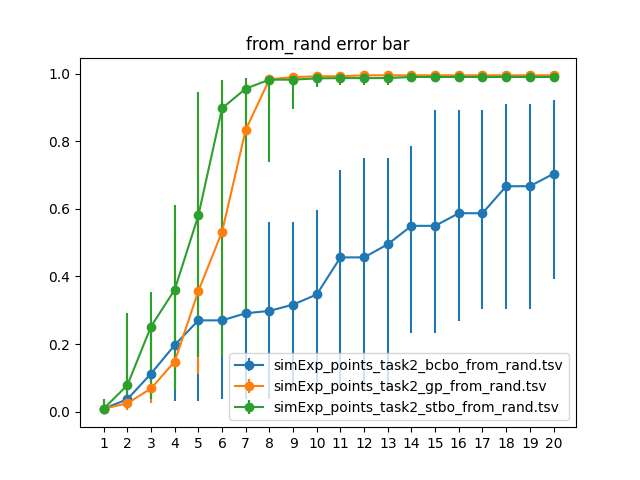 from_rand error bar
1.0
0.8
0.6
0.4
0.2
0.0
simExp_points_task2_bcbo_from_rand.tsv
simExp_points_task2_gp_from_rand.tsv
simExp_points_task2_stbo_from_rand.tsv
1 2 3 4 5 6 7 8 9 10 11 12 13 14 15 16 17 18 19 20